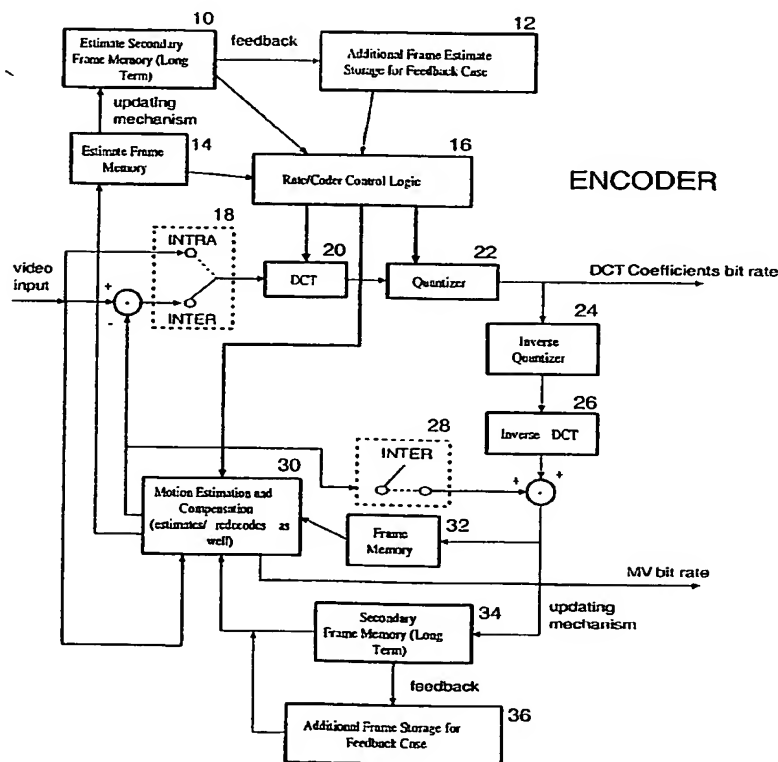 10
Estimate Secondary
Frame Memory (Long
Term)
feedback
12
Additional Frame Estimate
Storage for Feedback Case
updating
mechanism
14
Estimate Frame
Memory
16
Rate/Coder Control Logic
ENCODER
18
INTRA
INTER
video
input
+
-
20
DCT
22
Quantizer
DCT Coefficients bit rate
24
Inverse
Quantizer
26
Inverse DCT
28
INTER
+
+
30
Motion Estimation and
Compensation
(estimates/ redecodes as
well)
32
Frame
Memory
MV bit rate
updating
mechanism
34
Secondary
Frame Memory (Long
Term)
feedback
36
Additional Frame Storage for
Feedback Case